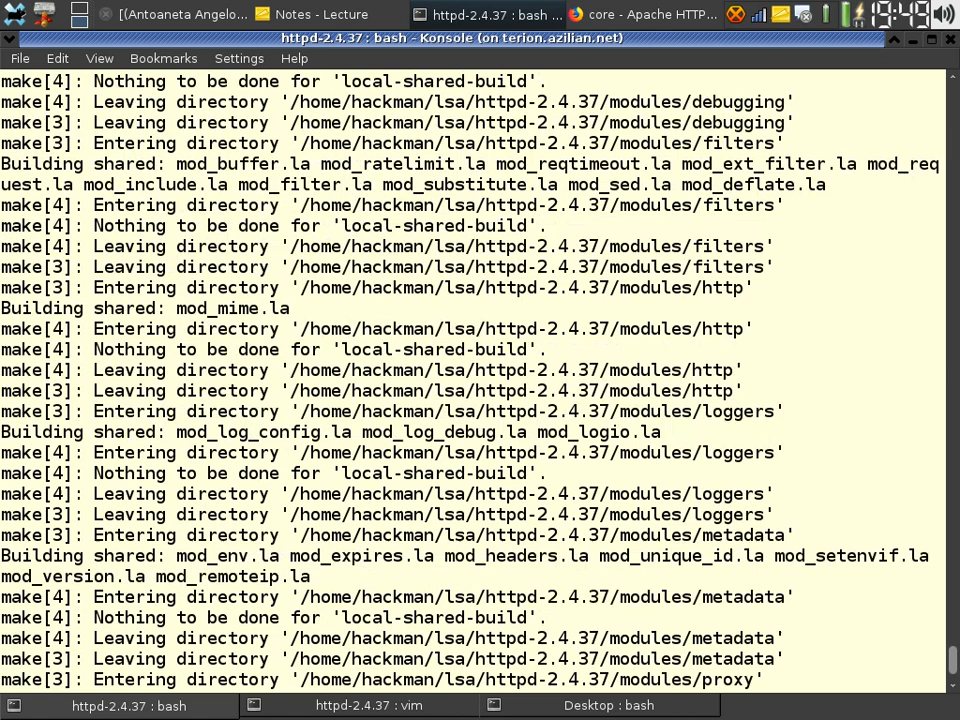 [(Antoaneta Angelo...
Notes - Lecture
httpd-2.4.37 : bash ...
core - Apache HTTP...
19:49
httpd-2.4.37 : bash - Konsole (on terion.azilian.net)
File Edit View Bookmarks Settings Help
make[4]: Nothing to be done for 'local-shared-build'.
make[4]: Leaving directory '/home/hackman/lsa/httpd-2.4.37/modules/debugging'
make[3]: Leaving directory '/home/hackman/lsa/httpd-2.4.37/modules/debugging'
make[3]: Entering directory '/home/hackman/lsa/httpd-2.4.37/modules/filters'
Building shared: mod_buffer.la mod_ratelimit.la mod_reqtimeout.la mod_ext_filter.la mod_req
uest.la mod_include.la mod_filter.la mod_substitute.la mod_sed.la mod_deflate.la
make[4]: Entering directory '/home/hackman/lsa/httpd-2.4.37/modules/filters'
make[4]: Nothing to be done for 'local-shared-build'.
make[4]: Leaving directory '/home/hackman/lsa/httpd-2.4.37/modules/filters'
make[3]: Leaving directory '/home/hackman/lsa/httpd-2.4.37/modules/filters'
make[3]: Entering directory '/home/hackman/lsa/httpd-2.4.37/modules/http'
Building shared: mod_mime.la
make[4]: Entering directory '/home/hackman/lsa/httpd-2.4.37/modules/http'
make[4]: Nothing to be done for 'local-shared-build'.
make[4]: Leaving directory '/home/hackman/lsa/httpd-2.4.37/modules/http'
make[3]: Leaving directory '/home/hackman/lsa/httpd-2.4.37/modules/http'
make[3]: Entering directory '/home/hackman/lsa/httpd-2.4.37/modules/loggers'
Building shared: mod_log_config.la mod_log_debug.la mod_logio.la
make[4]: Entering directory '/home/hackman/lsa/httpd-2.4.37/modules/loggers'
make[4]: Nothing to be done for 'local-shared-build'.
make[4]: Leaving directory '/home/hackman/lsa/httpd-2.4.37/modules/loggers'
make[3]: Leaving directory '/home/hackman/lsa/httpd-2.4.37/modules/loggers'
make[3]: Entering directory '/home/hackman/lsa/httpd-2.4.37/modules/metadata'
Building shared: mod_env.la mod_expires.la mod_headers.la mod_unique_id.la mod_setenvif.la
mod_version.la mod_remoteip.la
make[4]: Entering directory '/home/hackman/lsa/httpd-2.4.37/modules/metadata'
make[4]: Nothing to be done for 'local-shared-build'.
make[4]: Leaving directory '/home/hackman/lsa/httpd-2.4.37/modules/metadata'
make[3]: Leaving directory '/home/hackman/lsa/httpd-2.4.37/modules/metadata'
make[3]: Entering directory '/home/hackman/lsa/httpd-2.4.37/modules/proxy'
httpd-2.4.37 : bash
httpd-2.4.37 : vim
Desktop : bash